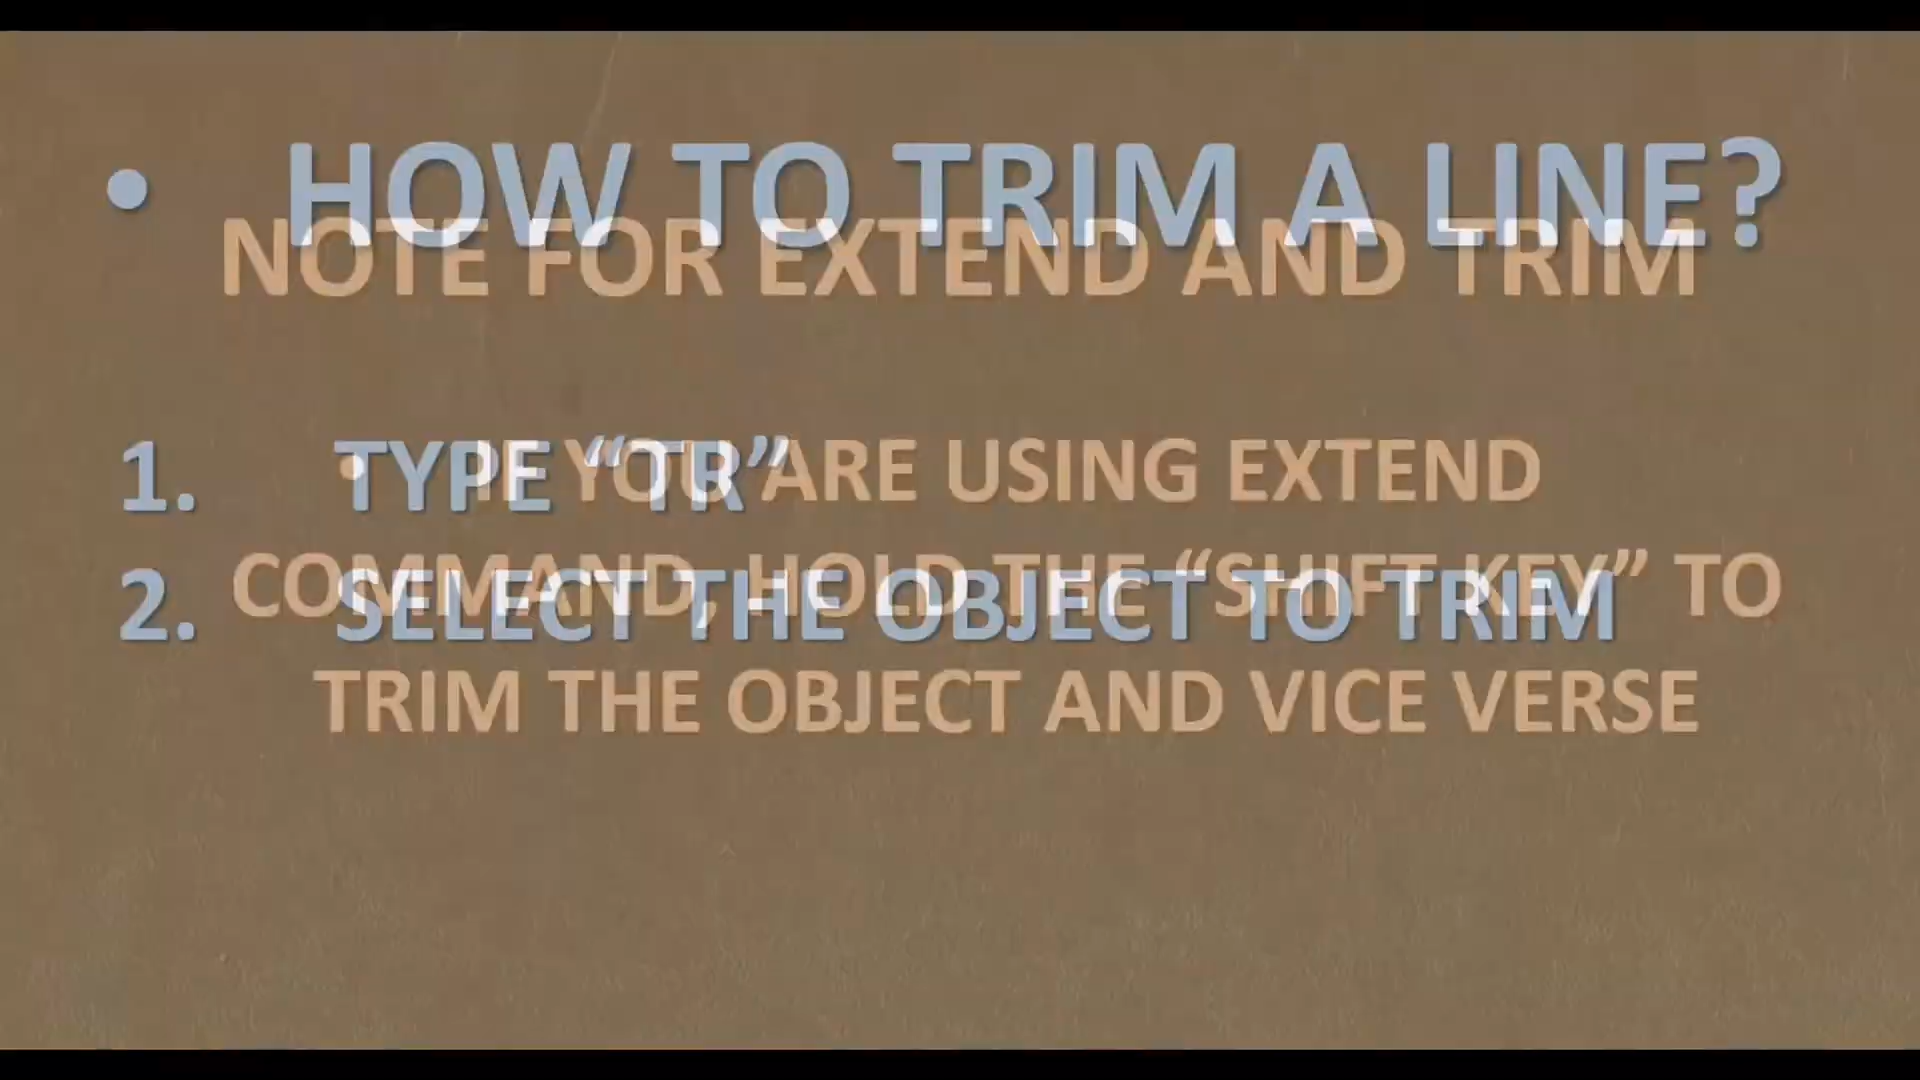 • HOW TO TRIM A LINE?
1. TYPE “TR”
2. SELECT THE OBJECT TO TRIM
NOTE FOR EXTEND AND TRIM
• IF YOU ARE USING EXTEND
COMMAND, HOLD THE “SHIFT KEY” TO
TRIM THE OBJECT AND VICE VERSE